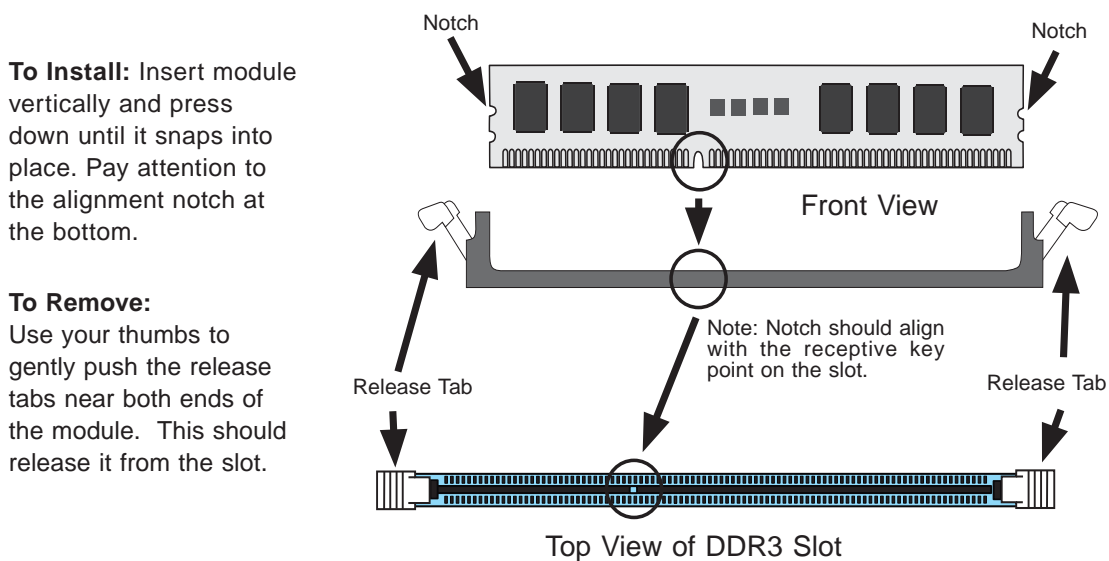 To Install: Insert module
vertically and press
down until it snaps into
place. Pay attention to
the alignment notch at
the bottom.
To Remove:
Use your thumbs to
gently push the release
tabs near both ends of
the module.  This should
release it from the slot.
Notch
Notch
Front View
Note: Notch should align
with the receptive key
point on the slot.
Release Tab
Release Tab
Top View of DDR3 Slot